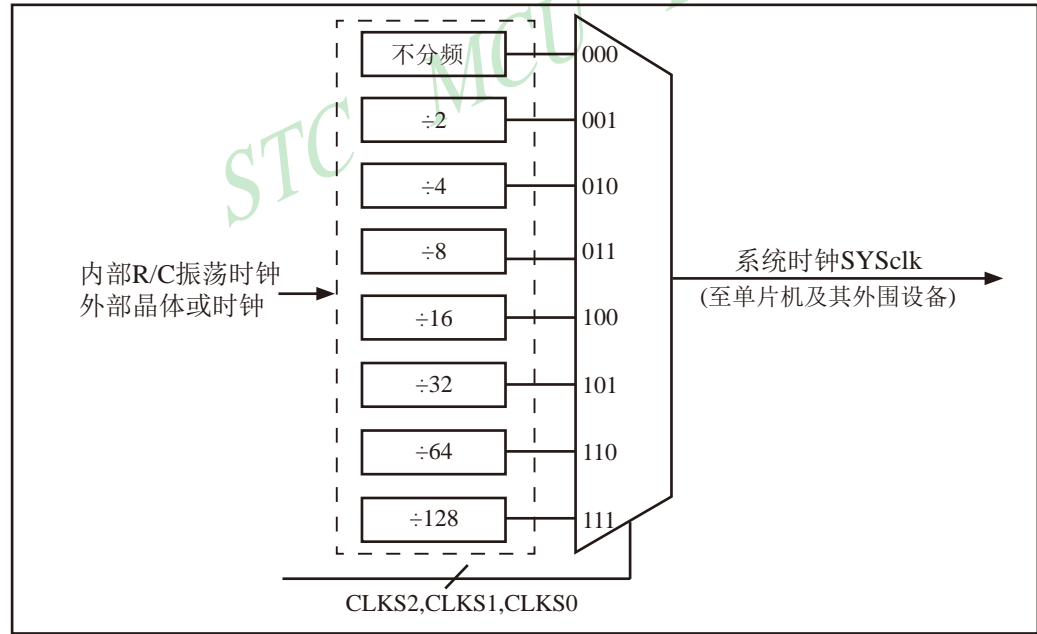 STC MCU
不分频
000
÷2
001
÷4
010
÷8
011
÷16
100
÷32
101
÷64
110
÷128
111
内部R/C振荡时钟
外部晶体或时钟
系统时钟SYSclk
(至单片机及其外围设备)
CLKS2,CLKS1,CLKS0